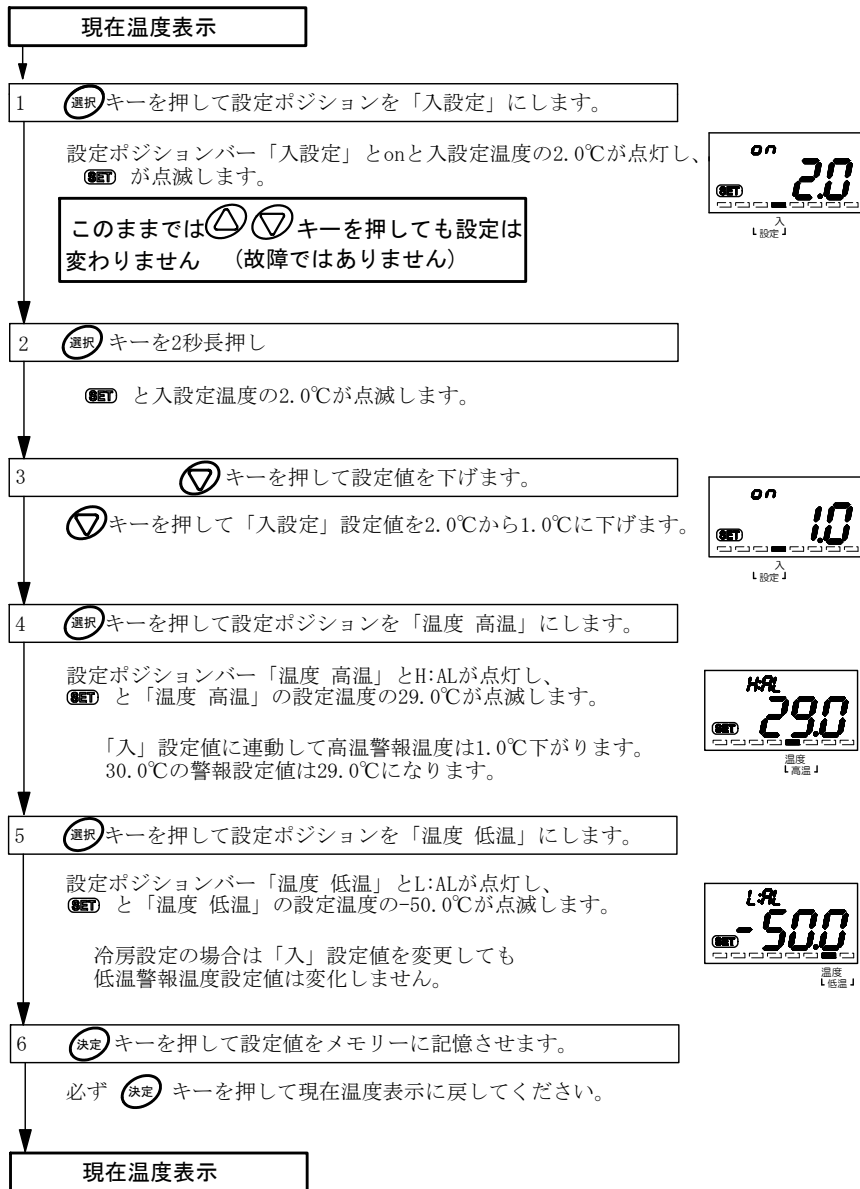 現在温度表示
1 選択キーを押して設定ポジションを「入設定」にします。
設定ポジションバー「入設定」とonと入設定温度の2.0℃が点灯し、
SET が点滅します。
on
2.0
SET
入
設定
このままでは△ ▽キーを押しても設定は
変わりません (故障ではありません)
2 選択キーを2秒長押し
SET と入設定温度の2.0℃が点滅します。
3 ▽キーを押して設定値を下げます。
▽キーを押して「入設定」設定値を2.0℃から1.0℃に下げます。
on
1.0
SET
入
設定
4 選択キーを押して設定ポジションを「温度 高温」にします。
設定ポジションバー「温度 高温」とH:ALが点灯し、
SET と「温度 高温」の設定温度の29.0℃が点滅します。
「入」設定値に連動して高温警報温度は1.0℃下がります。
30.0℃の警報設定値は29.0℃になります。
H:AL
29.0
SET
温度
高温
5 選択キーを押して設定ポジションを「温度 低温」にします。
設定ポジションバー「温度 低温」とL:ALが点灯し、
SET と「温度 低温」の設定温度の-50.0℃が点滅します。
冷房設定の場合は「入」設定値を変更しても
低温警報温度設定値は変化しません。
L:AL
-50.0
SET
温度
低温
6 決定キーを押して設定値をメモリーに記憶させます。
必ず 決定 キーを押して現在温度表示に戻してください。
現在温度表示